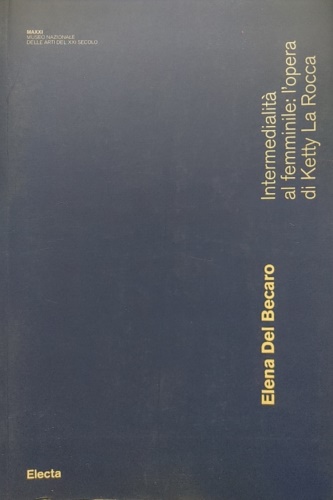 MAXXI
MUSEO NAZIONALE
DELLE ARTI DEL XXI SECOLO
Elena Del Becaro
Intermedialità
al femminile: l'opera
di Ketty La Rocca
Electa